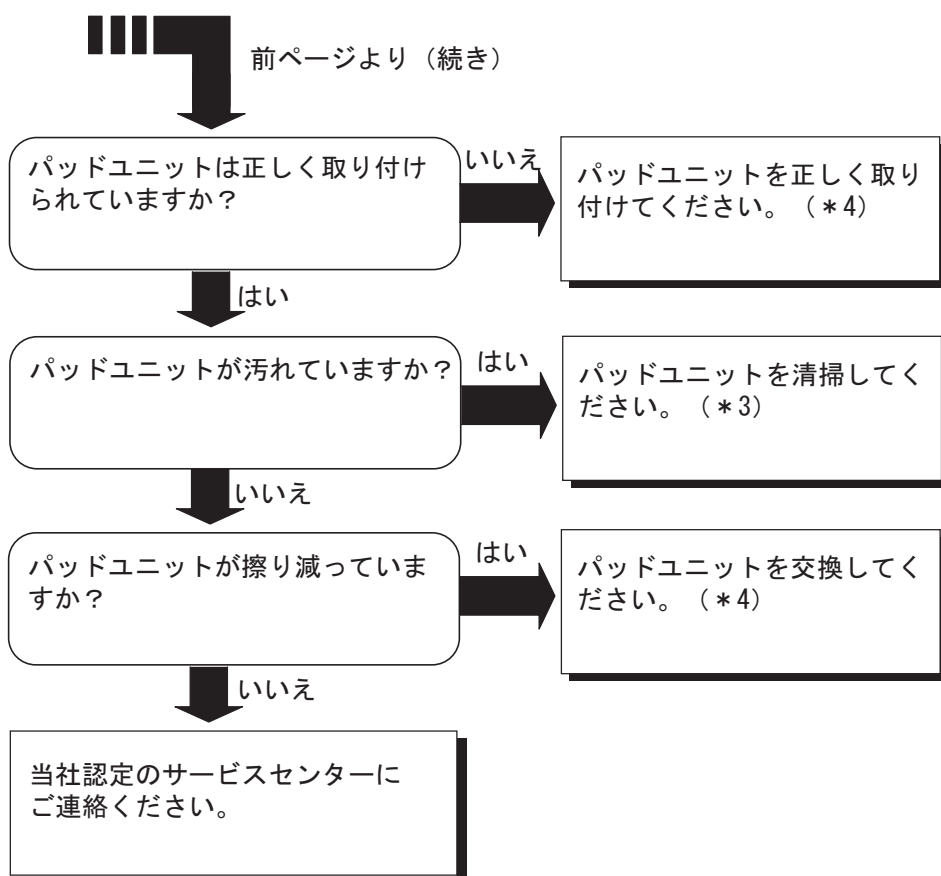 前ページより（続き）
パッドユニットは正しく取り付け
られていますか？
いいえ
パッドユニットを正しく取り
付けてください。（＊4）
はい
パッドユニットが汚れていますか？
はい
パッドユニットを清掃してく
ださい。（＊3）
いいえ
パッドユニットが擦り減っていま
すか？
はい
パッドユニットを交換してく
ださい。（＊4）
いいえ
当社認定のサービスセンターに
ご連絡ください。